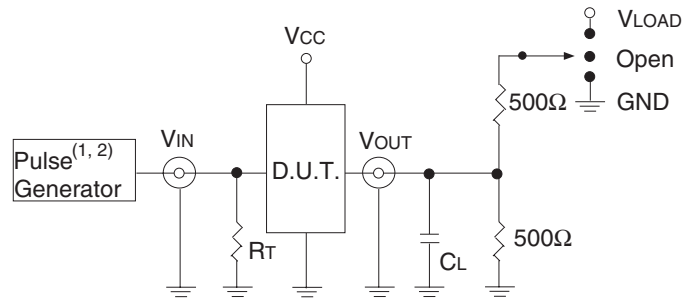 VLOAD
VCC
Open
500Ω
GND
VIN
VOUT
Pulse(1, 2)
Generator
D.U.T.
RT
CL
500Ω